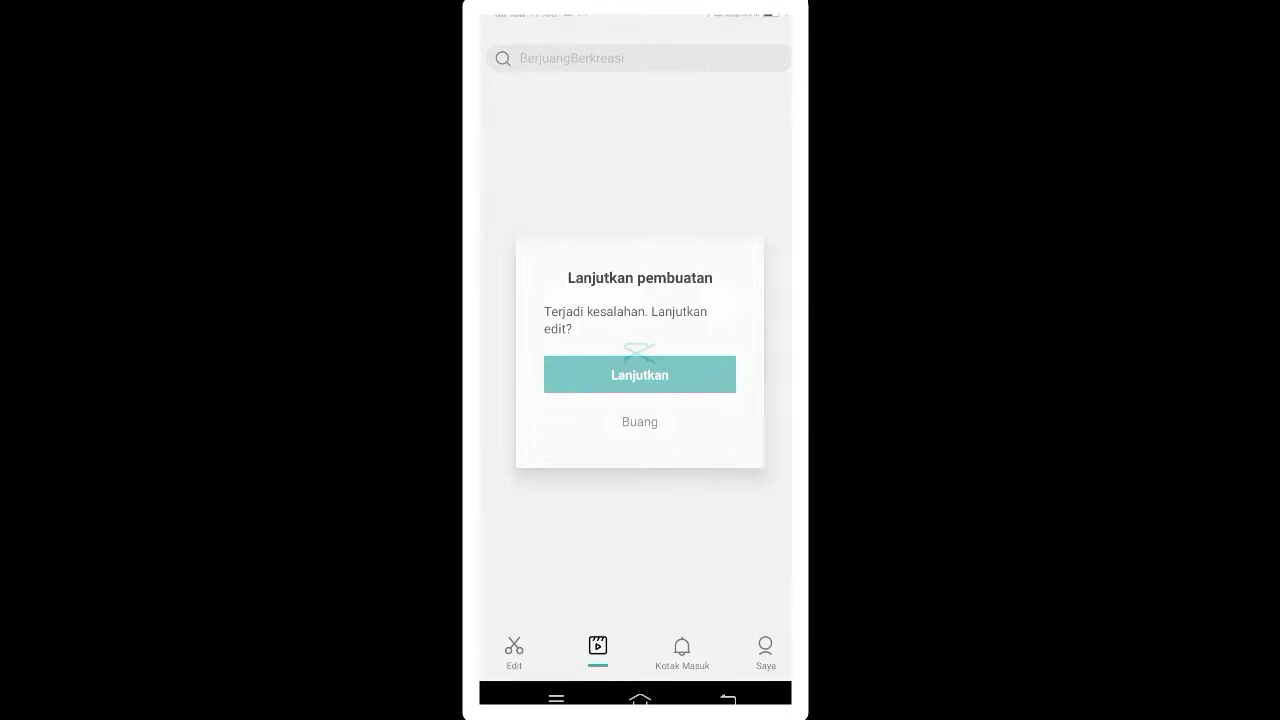 BerjuangBerkreasi
Lanjutkan pembuatan
Terjadi kesalahan. Lanjutkan
edit?
Lanjutkan
Buang
Edit
Kotak Masuk
Saya